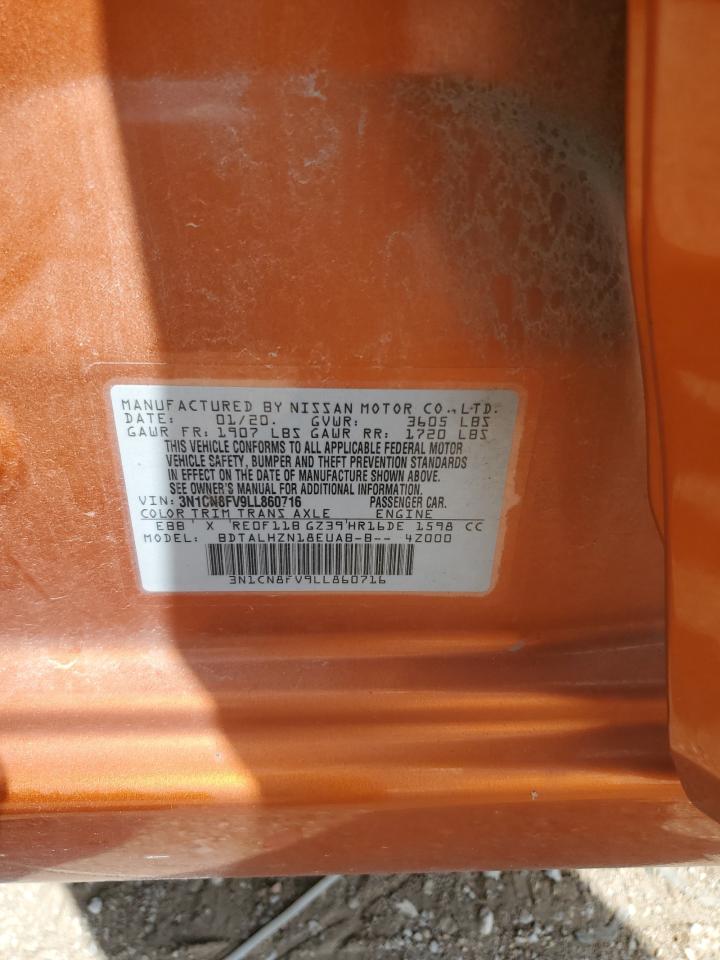 MANUFACTURED BY NISSAN MOTOR CO.,LTD.
DATE: 01/20. GVWR: 3605 LBS
GAWR FR: 1907 LBS GAWR RR: 1720 LBS
THIS VEHICLE CONFORMS TO ALL APPLICABLE FEDERAL MOTOR
VEHICLE SAFETY, BUMPER AND THEFT PREVENTION STANDARDS
IN EFFECT ON THE DATE OF MANUFACTURE SHOWN ABOVE.
SEE OWNER'S MANUAL FOR ADDITIONAL INFORMATION.
VIN: 3N1CN8FV9LL860716 PASSENGER CAR.
COLOR TRIM TRANS AXLE ENGINE
EBB ' X ' RE0F11B GZ39'HR16DE 1598 CC
MODEL: BDTALHZN18EUAB-B-- 4Z000
3N1CN8FV9LL860716